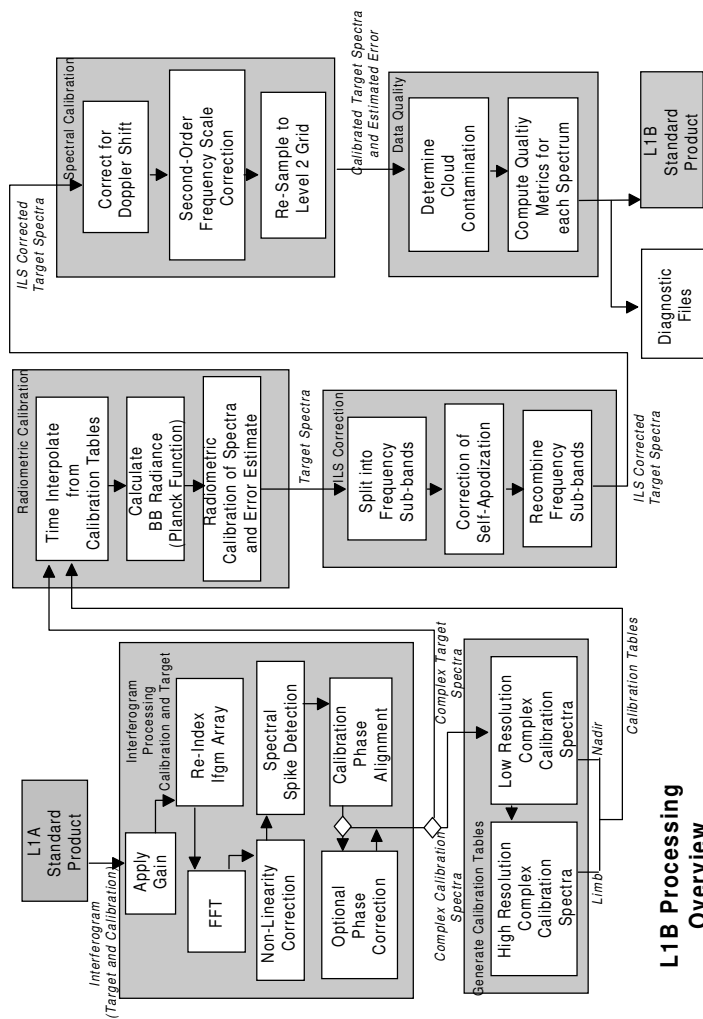 L1A
Standard
Product
Interferogram
(Target and Calibration)
Interferogram
Processing
Calibration and Target
Apply
Gain
Re-Index
Ifgm Array
FFT
Non-Linearity
Correction
Spectral
Spike Detection
Calibration
Phase
Alignment
Optional
Phase
Correction
Complex Calibration
Spectra
Complex Target
Spectra
Generate Calibration Tables
Low Resolution
Complex
Calibration
Spectra
High Resolution
Complex
Calibration
Spectra
Nadir
Limb
Calibration Tables
L1B Processing
Overview
Radiometric Calibration
Time Interpolate
from
Calibration Tables
Calculate
BB Radiance
(Planck Function)
Radiometric
Calibration of Spectra
and Error Estimate
Target Spectra
ILS Correction
Split into
Frequency
Sub-bands
Correction of
Self-Apodization
Recombine
Frequency
Sub-bands
ILS Corrected
Target Spectra
ILS Corrected
Target Spectra
Spectral Calibration
Correct for
Doppler Shift
Second-Order
Frequency Scale
Correction
Re-Sample to
Level 2 Grid
Calibrated Target Spectra
and Estimated Error
Data Quality
Determine
Cloud
Contamination
Compute Qualtiy
Metrics for
each Spectrum
Diagnostic
Files
L1B
Standard
Product